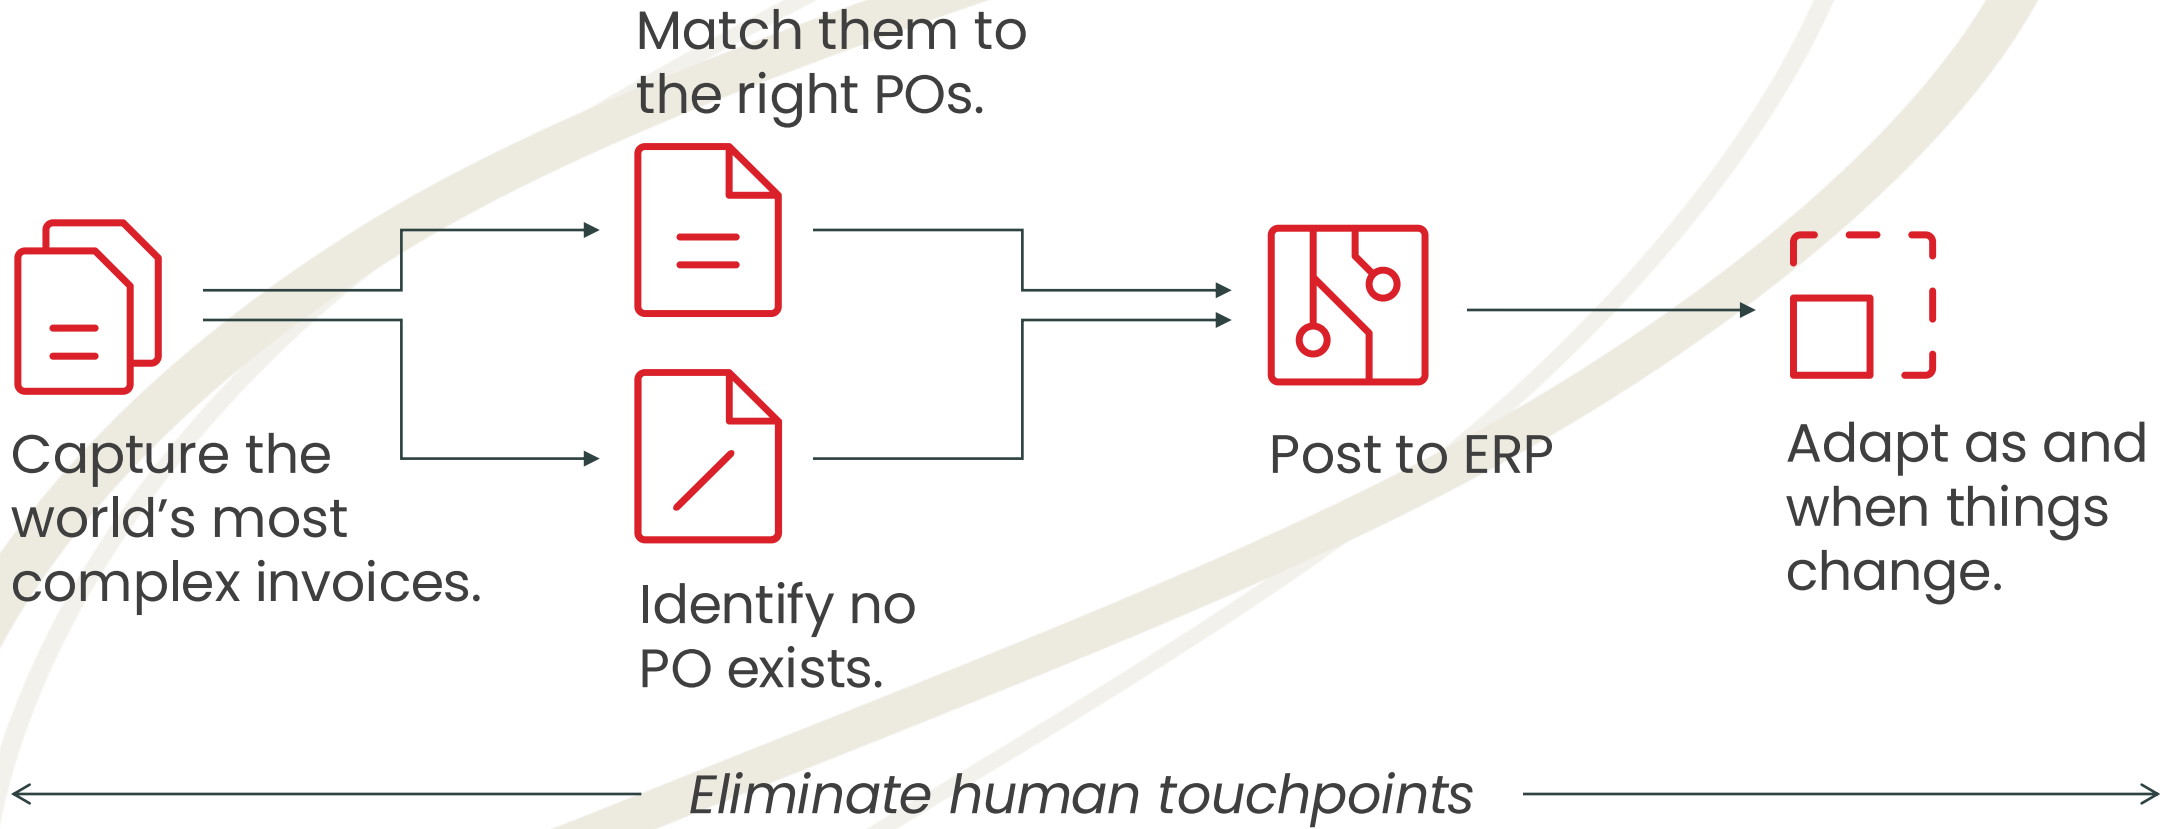 Match them to
the right POs.
Capture the
world’s most
complex invoices.
Identify no
PO exists.
Post to ERP
Adapt as and
when things
change.
Eliminate human touchpoints